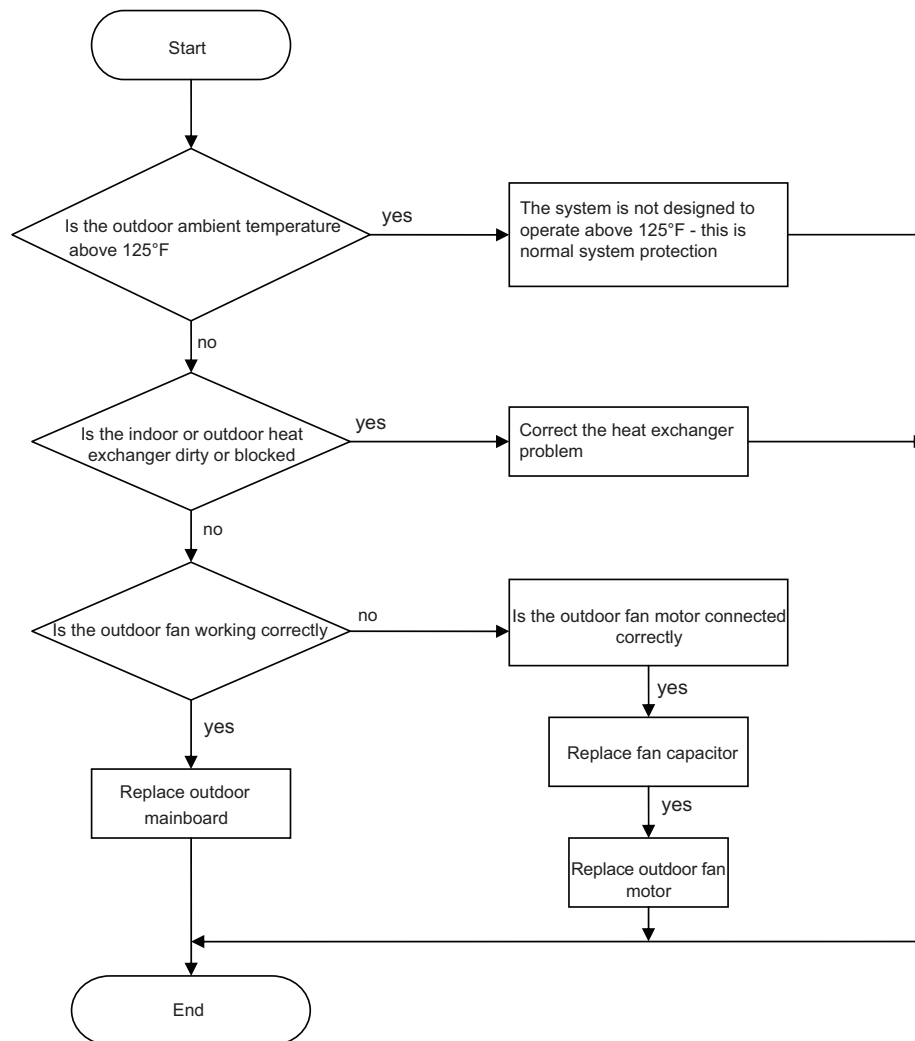 Start
Is the outdoor ambient temperature
above 125°F
yes
The system is not designed to
operate above 125°F - this is
normal system protection
no
Is the indoor or outdoor heat
exchanger dirty or blocked
yes
Correct the heat exchanger
problem
no
Is the outdoor fan working correctly
no
Is the outdoor fan motor connected
correctly
yes
yes
Replace fan capacitor
Replace outdoor
mainboard
yes
Replace outdoor fan
motor
End